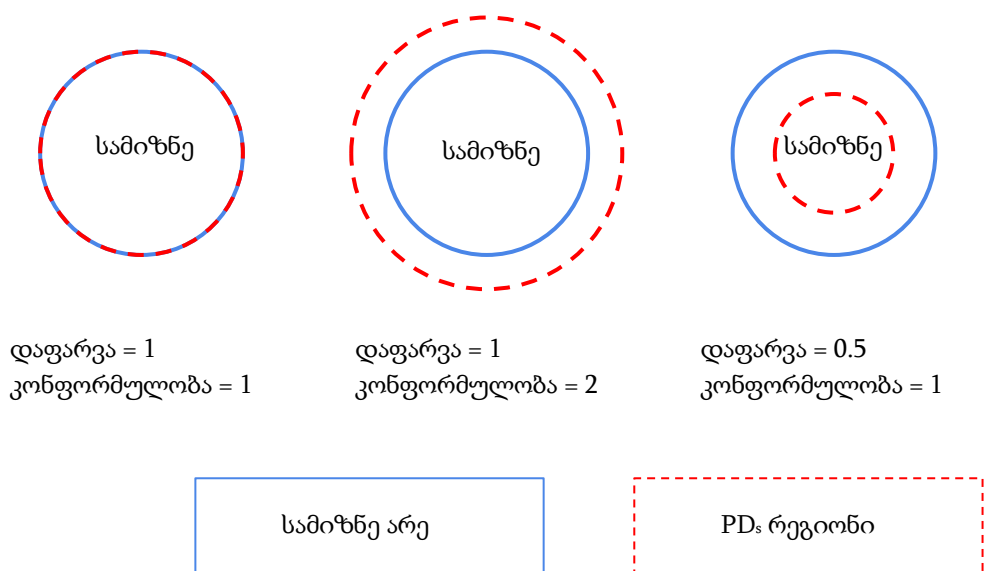 სამიზნე
სამიზნე
სამიზნე
დაფარვა = 1
კონფორმულობა = 1
დაფარვა = 1
კონფორმულობა = 2
დაფარვა = 0.5
კონფორმულობა = 1
სამიზნე არე
PDₛ რეგიონი